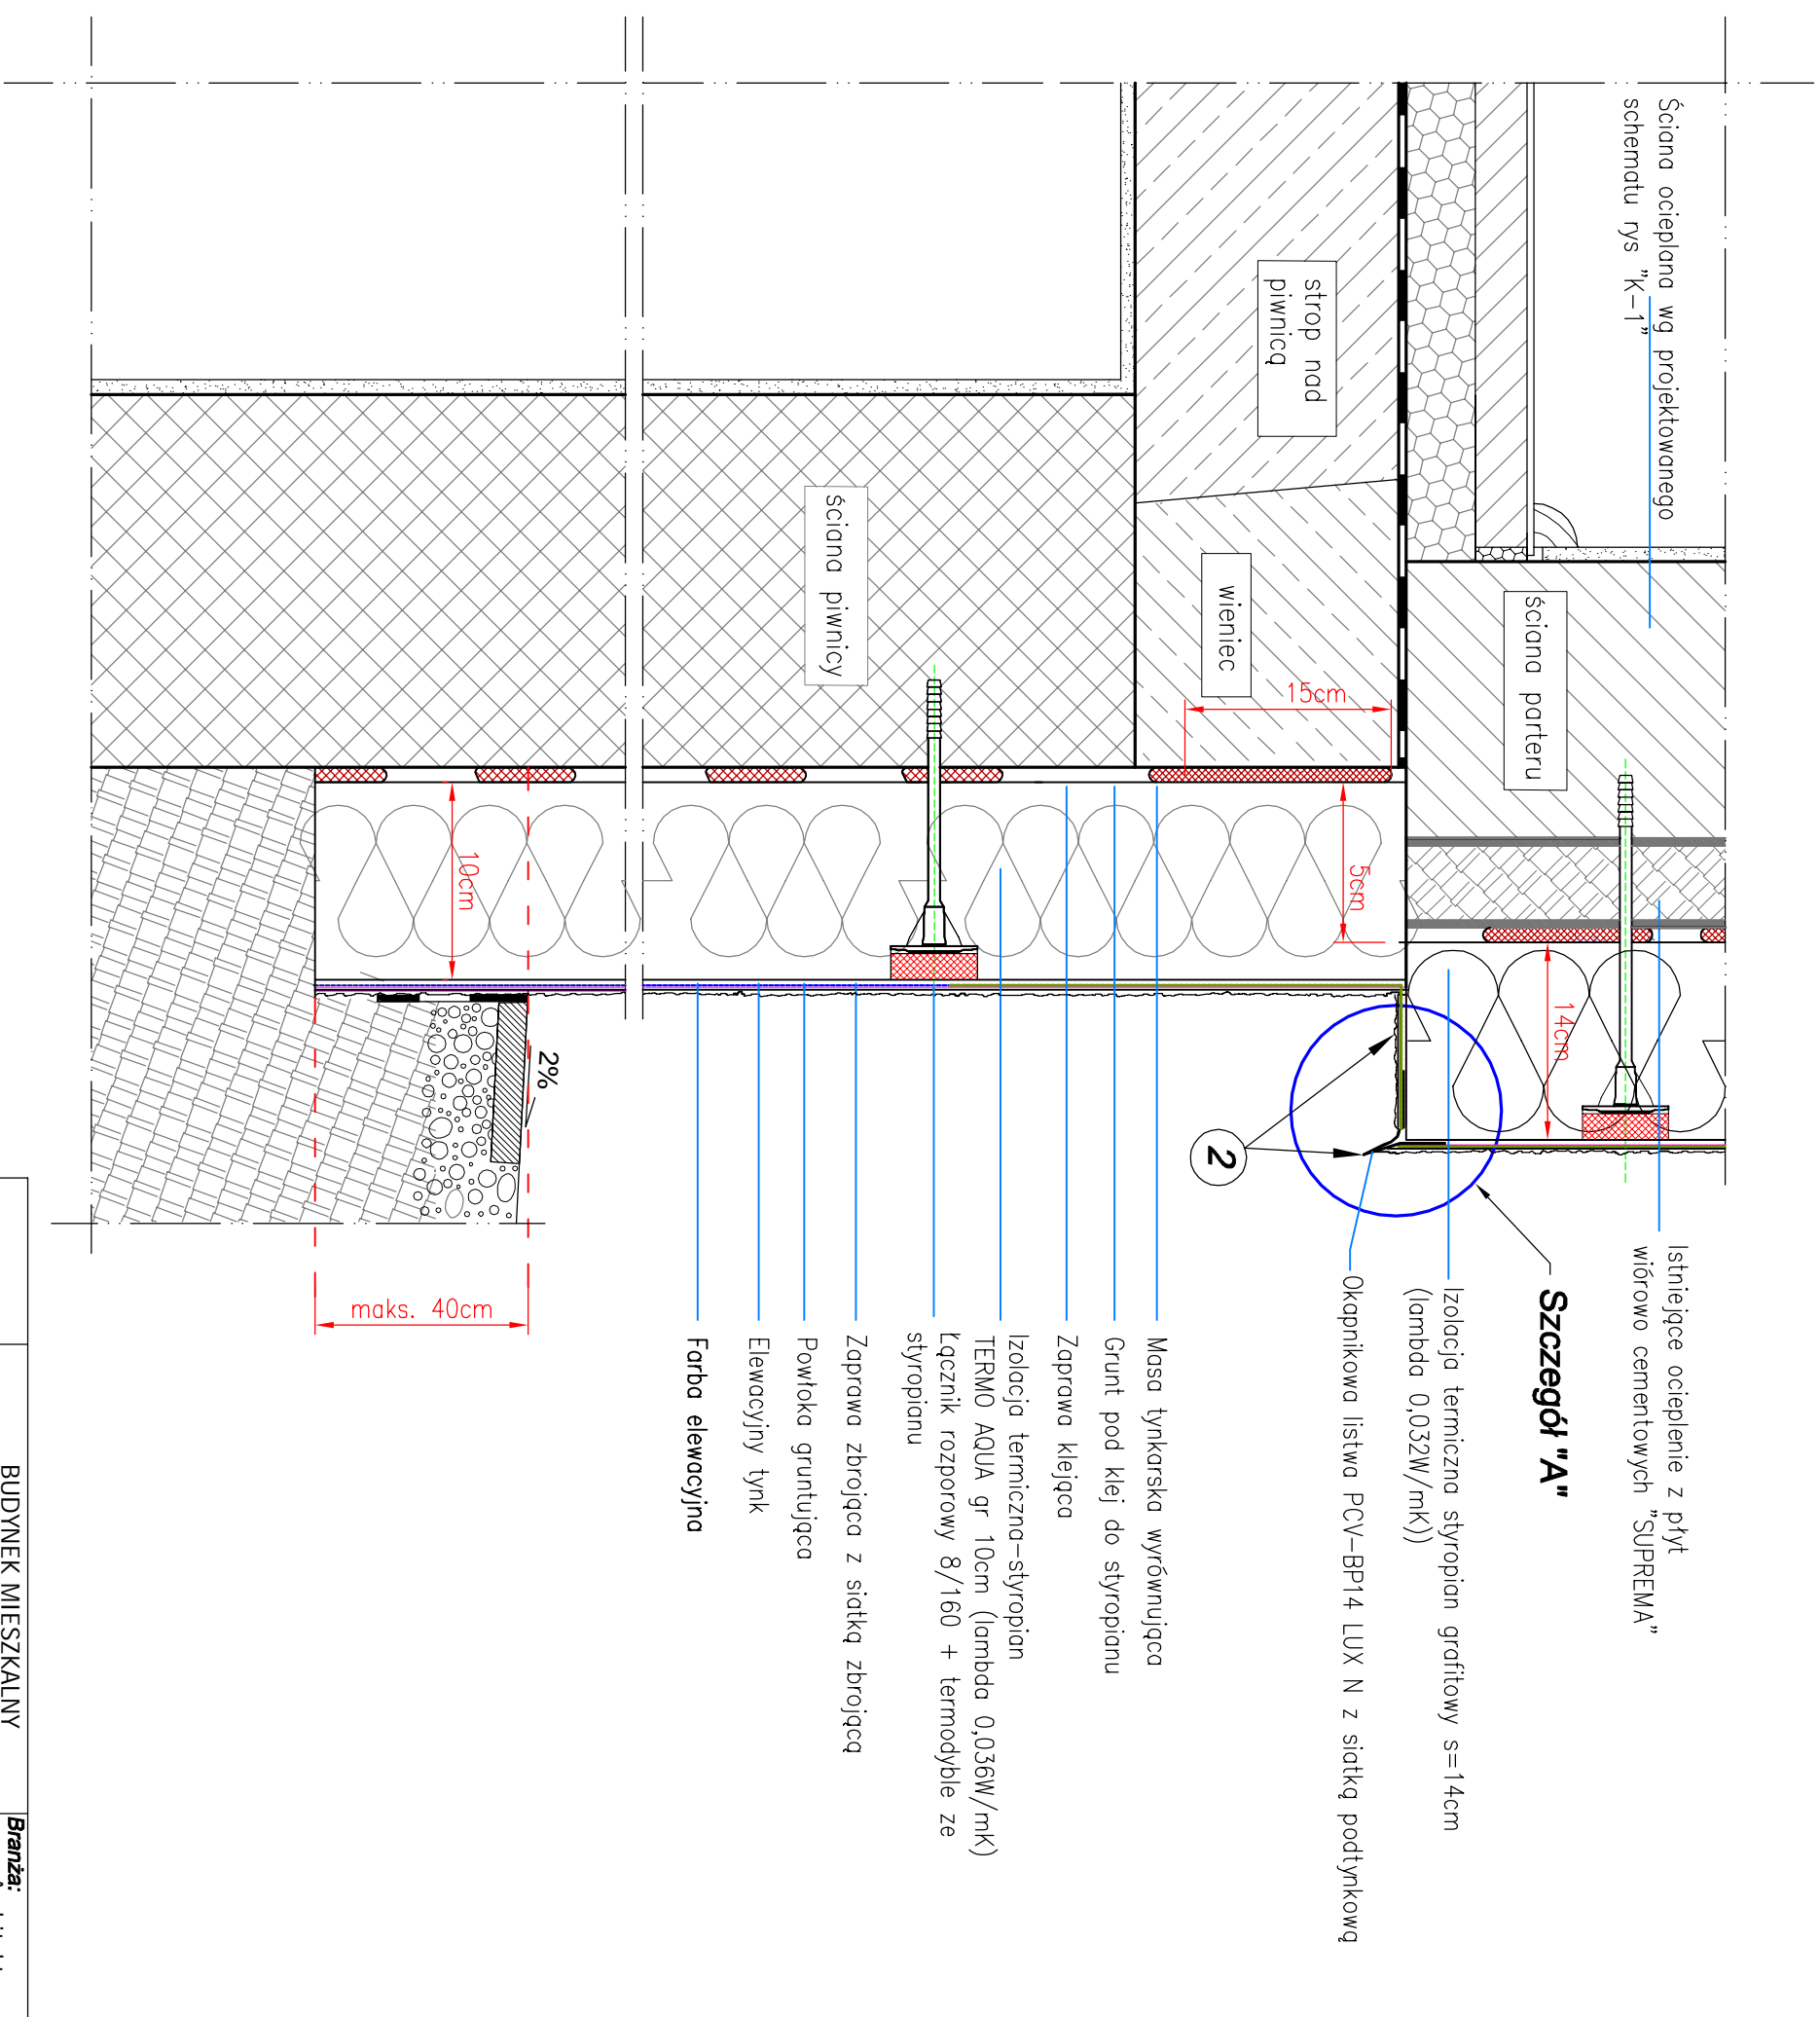 Ściana ocieplana wg projektowanego
schematu rys "K-1"
ściana parteru
strop nad
piwnicą
wieniec
ściana piwnicy
15cm
5cm
14cm
10cm
2%
maks. 40cm
2
Istniejące ocieplenie z płyt
wiórowo cementowych "SUPREMA"
Szczegół "A"
Izolacja termiczna styropian grafitowy s=14cm
(lambda 0,032W/mK))
Okapnikowa listwa PCV-BP14 LUX N z siatką podtynkową
Masa tynkarska wyrównująca
Grunt pod klej do styropianu
Zaprawa klejąca
Izolacja termiczna-styropian
TERMO AQUA gr 10cm (lambda 0,036W/mK)
Łącznik rozporowy 8/160 + termodyble ze
styropianu
Zaprawa zbrojąca z siatką zbrojącą
Powłoka gruntująca
Elewacyjny tynk
Farba elewacyjna
BUDYNEK MIESZKALNY
Branża: